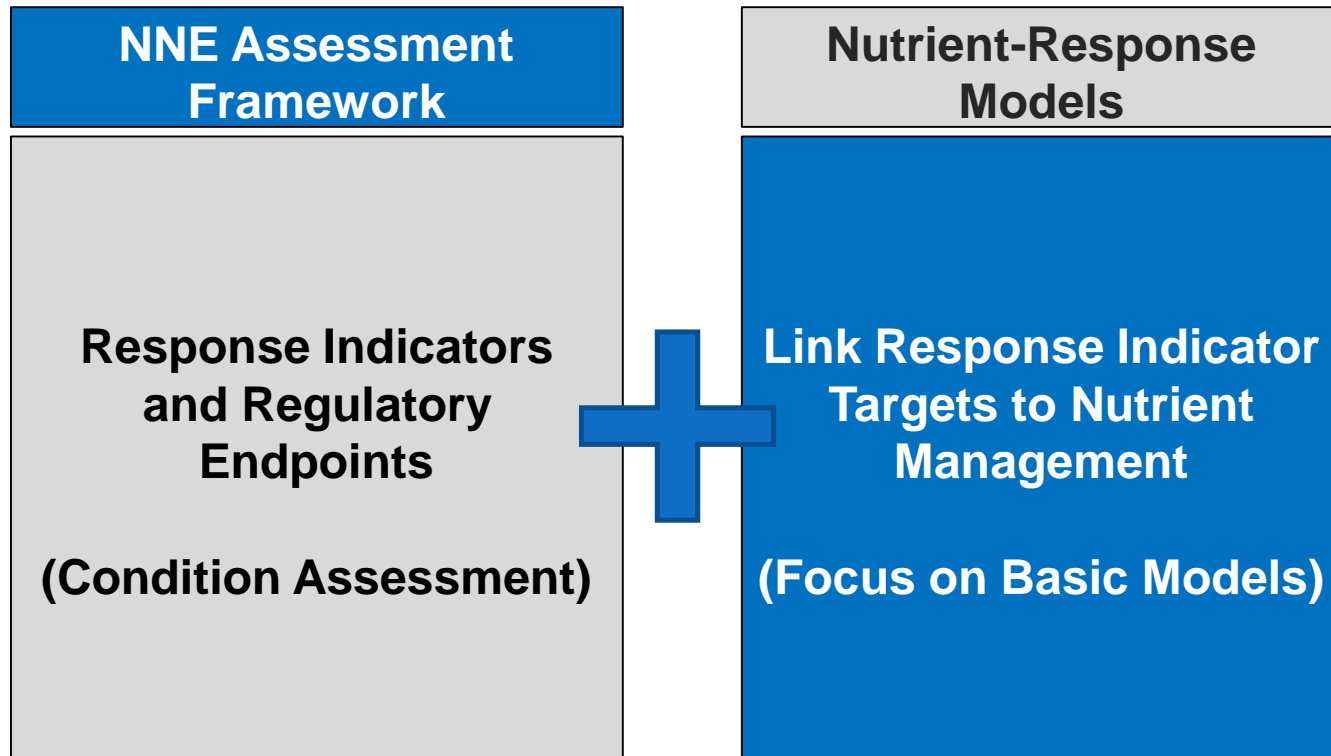 NNE Assessment
Framework
Nutrient-Response
Models
Response Indicators
and Regulatory
Endpoints
(Condition Assessment)
Link Response Indicator
Targets to Nutrient
Management
(Focus on Basic Models)